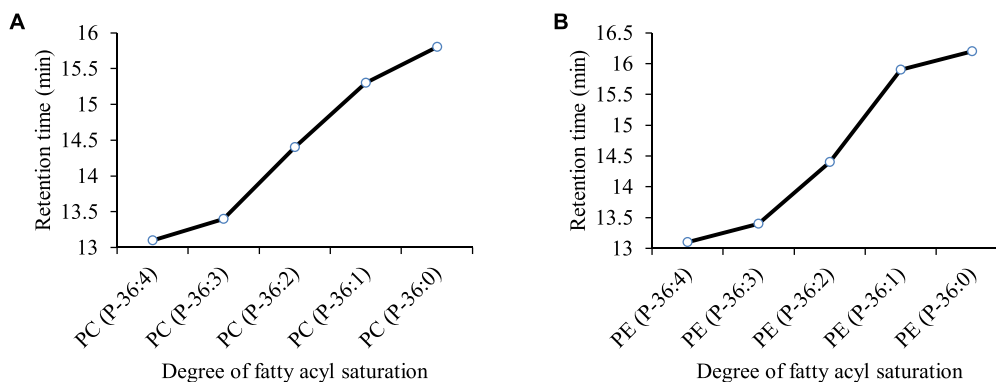 A
Retention time (min)
16
15.5
15
14.5
14
13.5
13
PC (P-36:4)
PC (P-36:3)
PC (P-36:2)
PC (P-36:1)
PC (P-36:0)
Degree of fatty acyl saturation
B
Retention time (min)
16.5
16
15.5
15
14.5
14
13.5
13
PE (P-36:4)
PE (P-36:3)
PE (P-36:2)
PE (P-36:1)
PE (P-36:0)
Degree of fatty acyl saturation